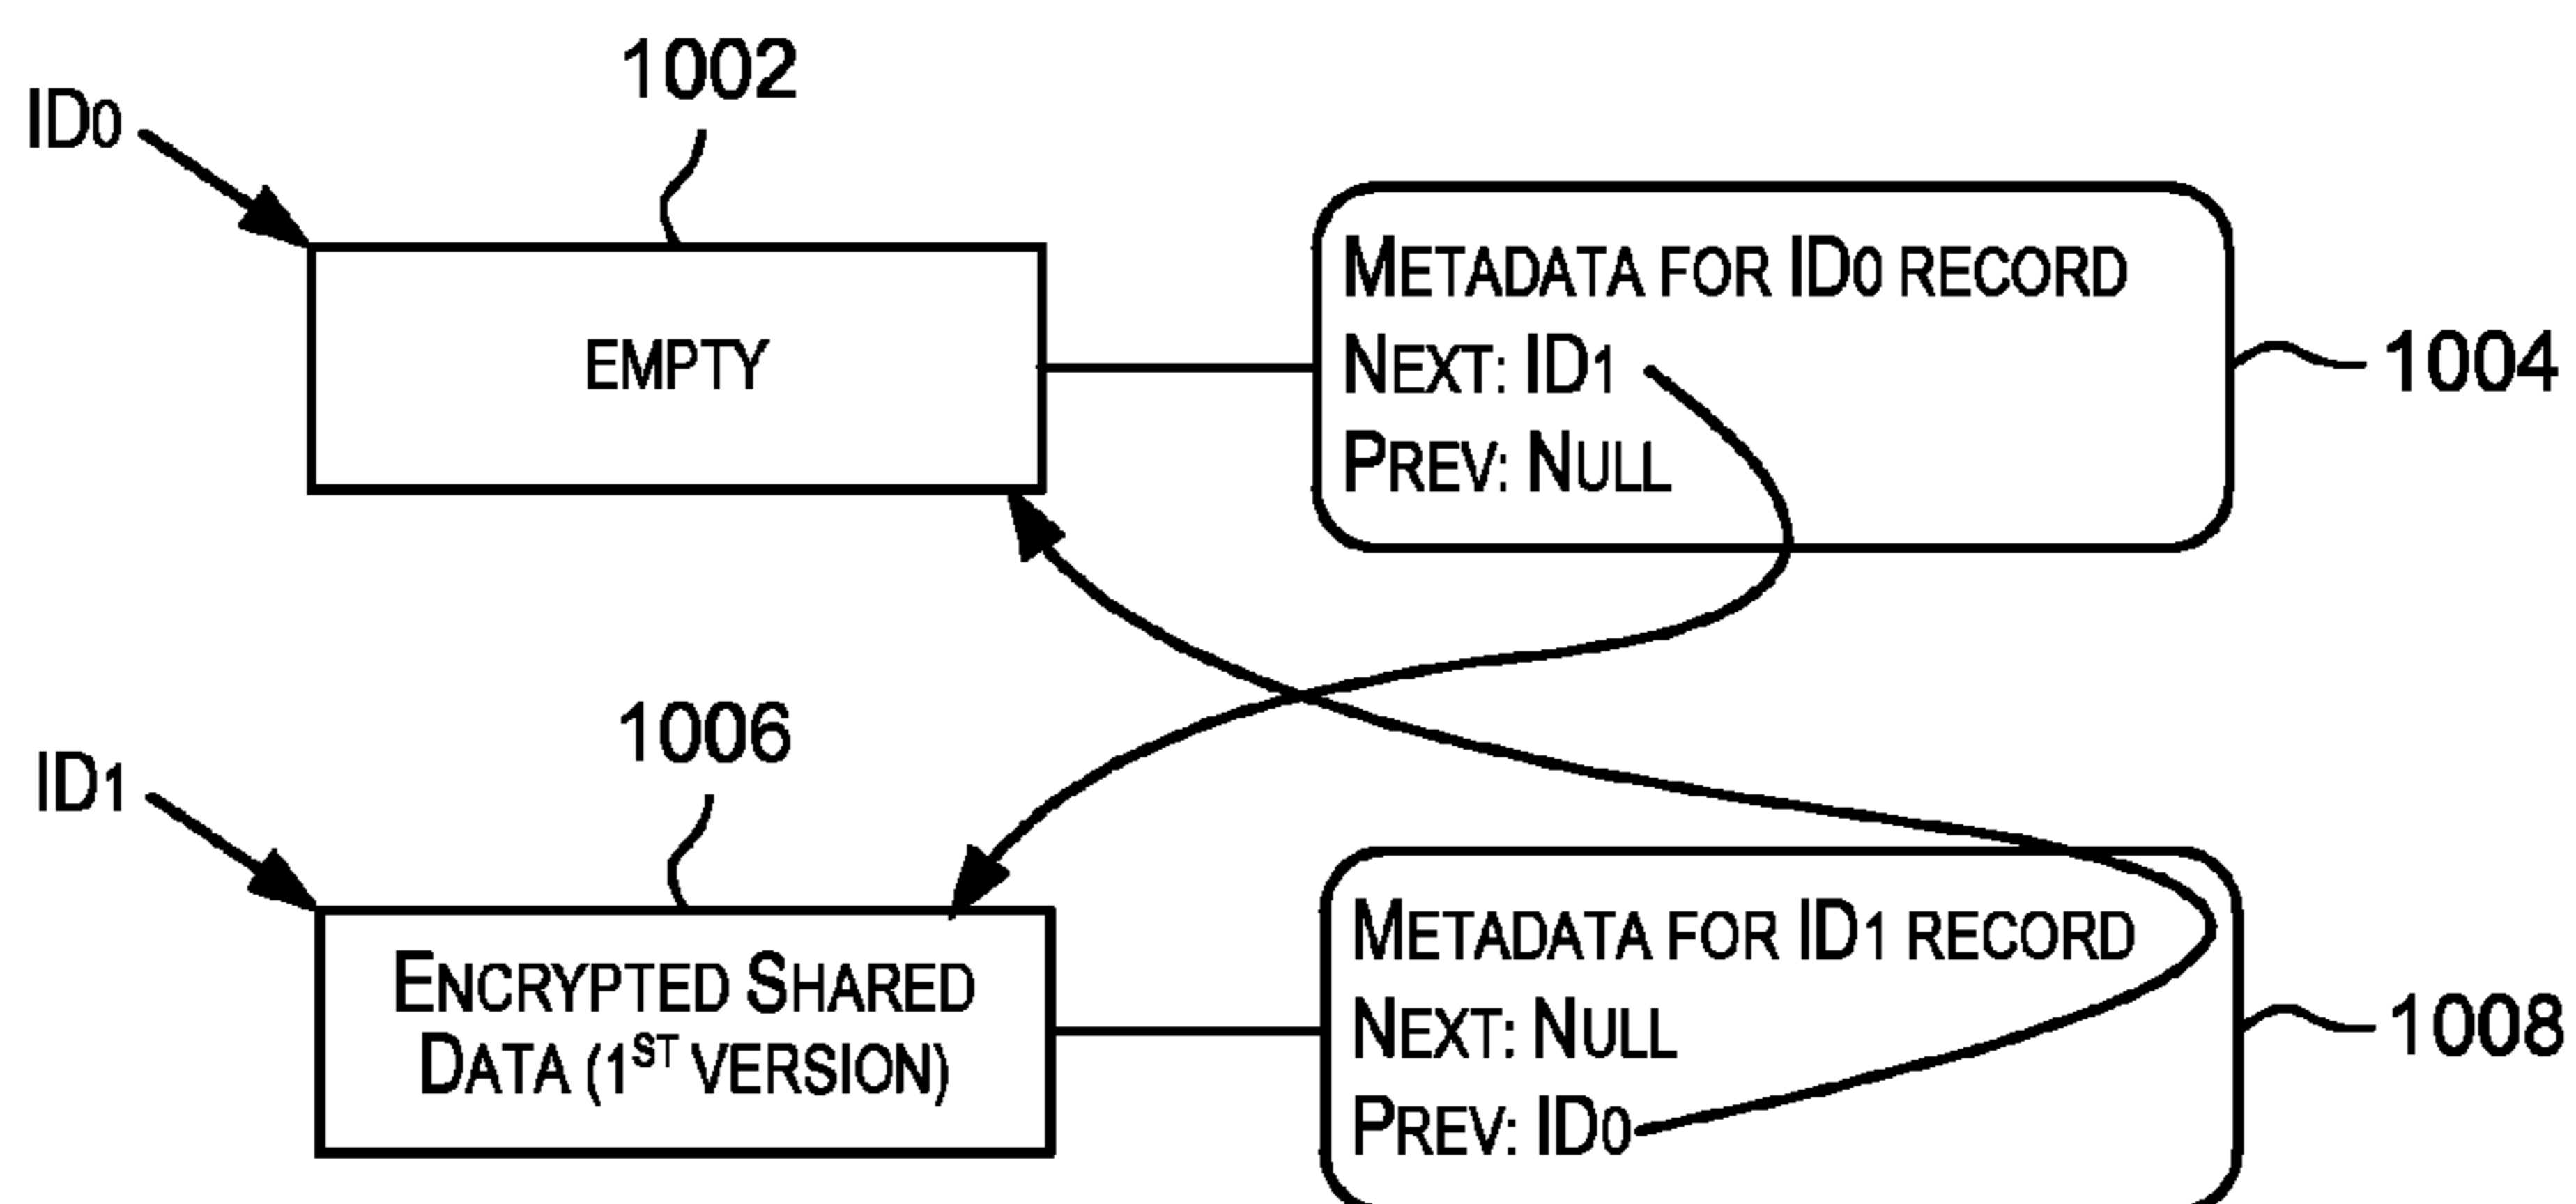 1002
ID0
METADATA FOR ID0 RECORD
EMPTY
NEXT: ID1
1004
PREV: NULL
1006
ID1
METADATA FOR ID1 RECORD
ENCRYPTED SHARED
DATA (1ST VERSION)
NEXT: NULL
1008
PREV: ID0